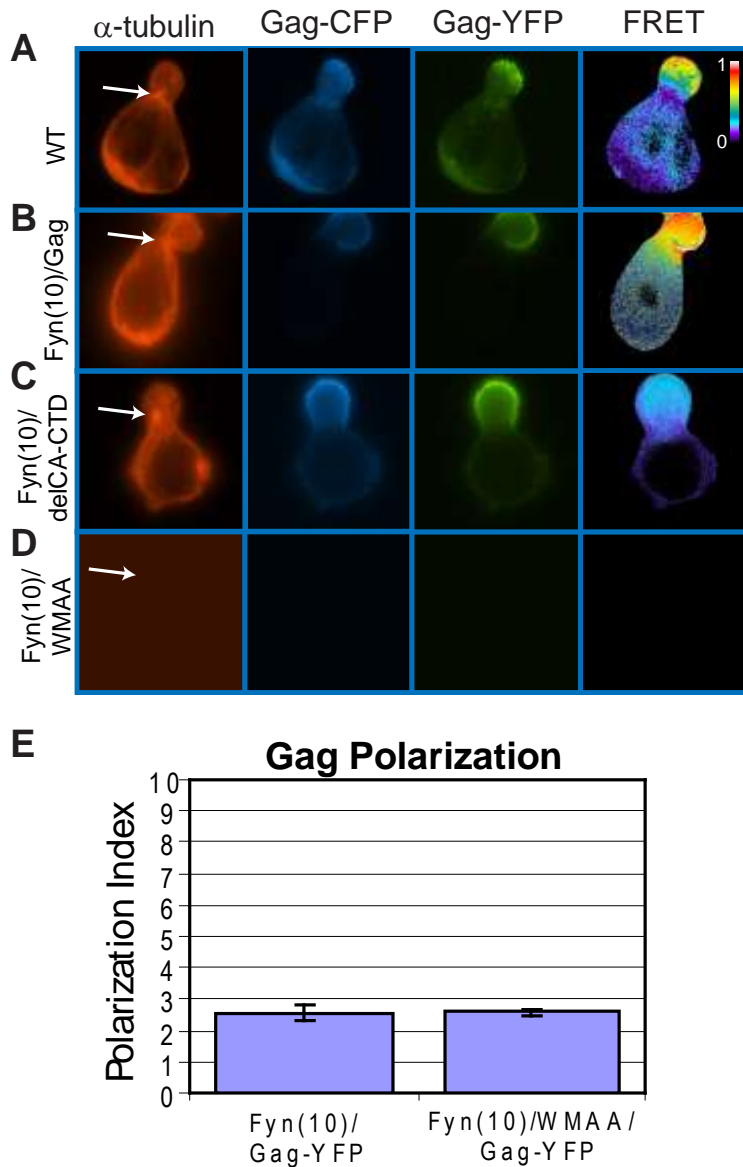 α-tubulin Gag-CFP Gag-YFP FRET
A
WT
1
0
B
Fyn(10)/Gag
C
Fyn(10)/
delCA-CTD
D
Fyn(10)/
WMAA
E
Gag Polarization
Polarization Index
10
9
8
7
6
5
4
3
2
1
0
Fyn(10)/
Gag-YFP
Fyn(10)/WMAA/
Gag-YFP